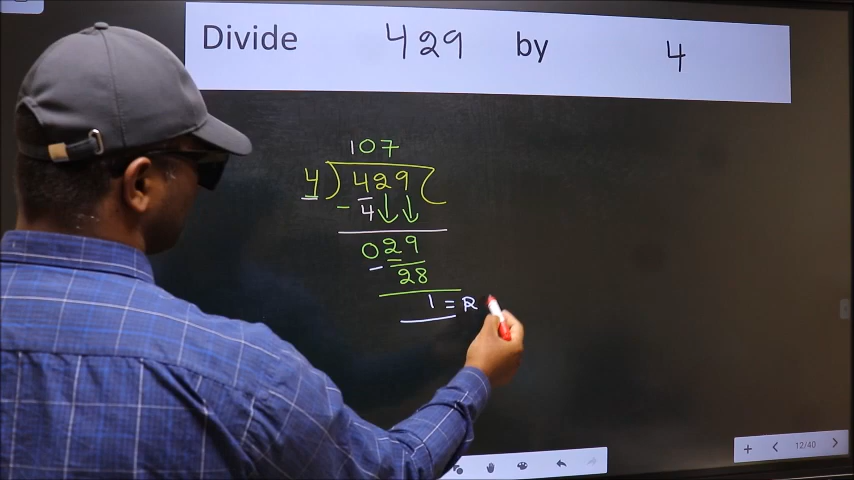 Divide 429 by 4
107
4) 429 (
- 4 ↓ ↓
029
- 28
1 = R
12/40